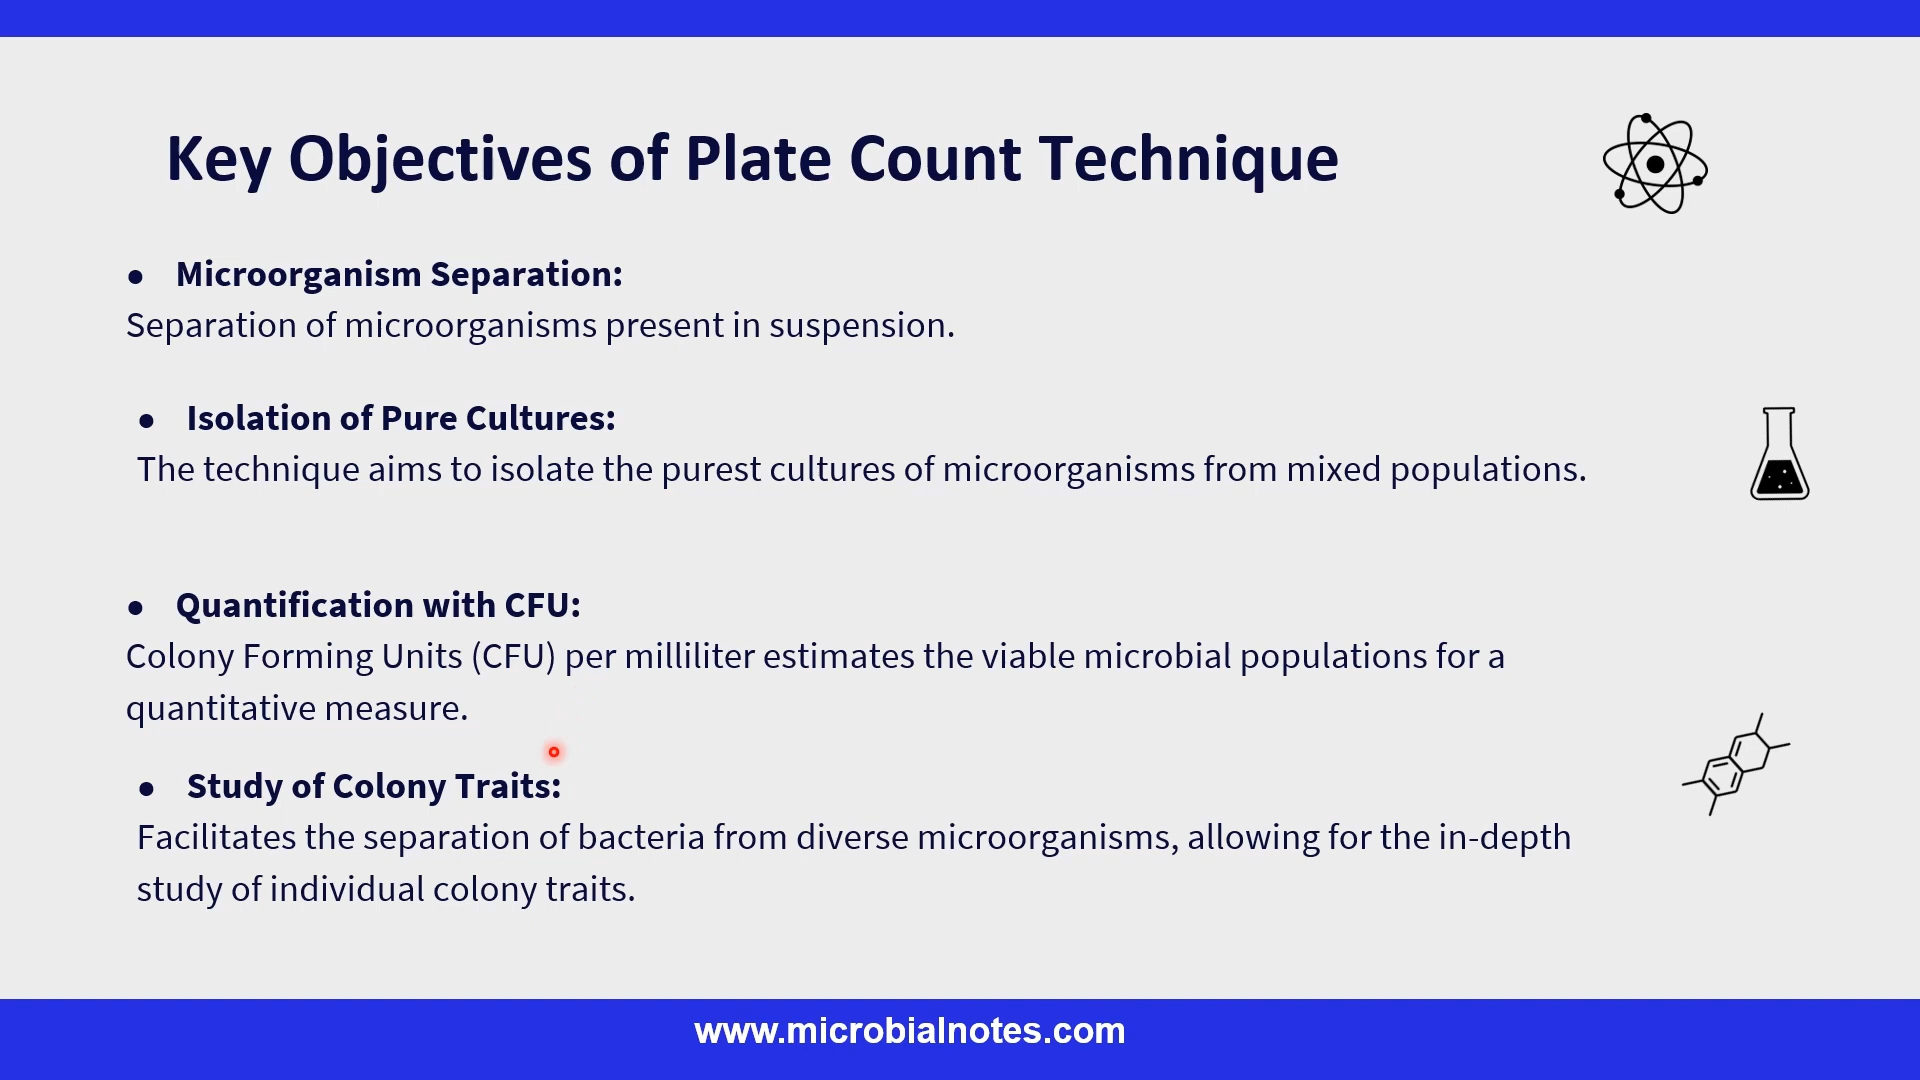 Key Objectives of Plate Count Technique
● Microorganism Separation:
Separation of microorganisms present in suspension.
● Isolation of Pure Cultures:
The technique aims to isolate the purest cultures of microorganisms from mixed populations.
● Quantification with CFU:
Colony Forming Units (CFU) per milliliter estimates the viable microbial populations for a
quantitative measure.
● Study of Colony Traits:
Facilitates the separation of bacteria from diverse microorganisms, allowing for the in-depth
study of individual colony traits.
www.microbialnotes.com